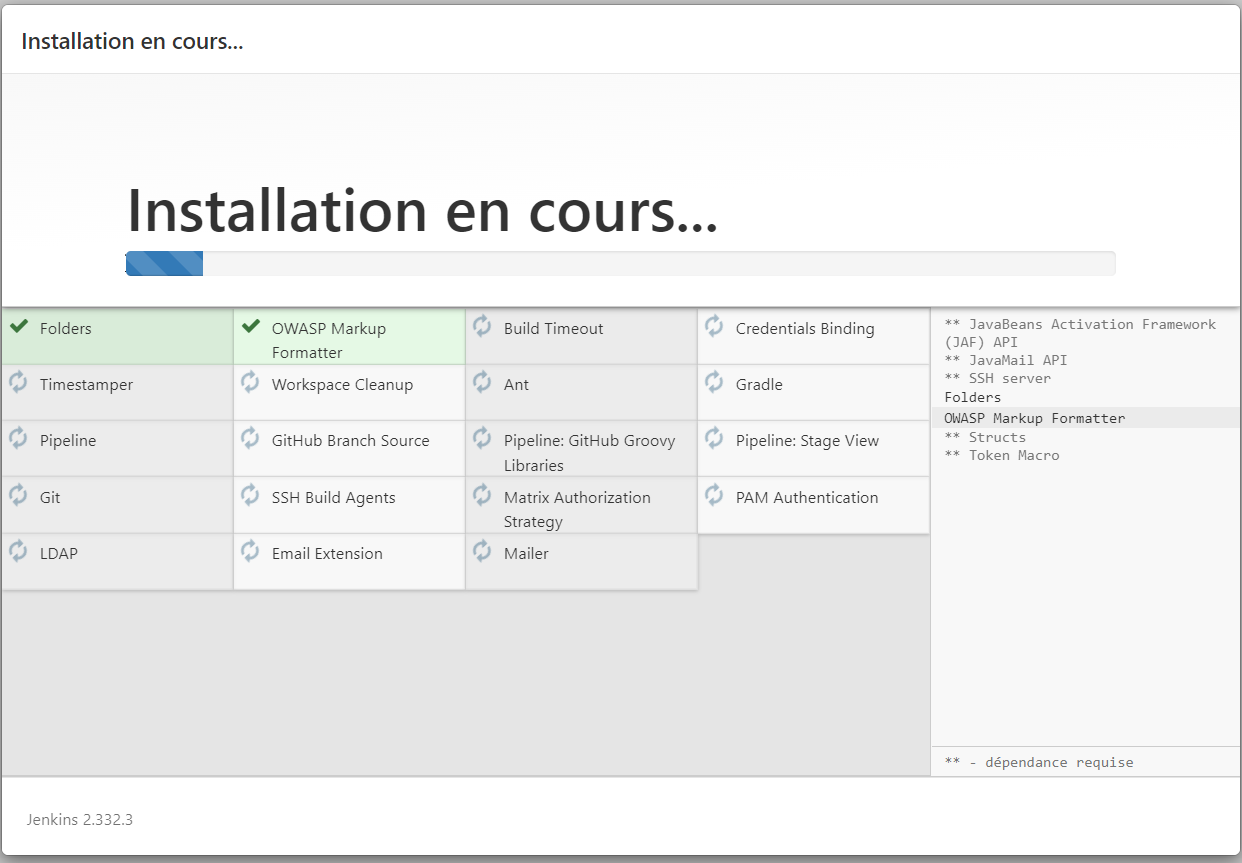 Installation en cours...
Installation en cours...
Folders
OWASP Markup
Formatter
Build Timeout
Credentials Binding
Timestamper
Workspace Cleanup
Ant
Gradle
Pipeline
GitHub Branch Source
Pipeline: GitHub Groovy
Libraries
Pipeline: Stage View
Git
SSH Build Agents
Matrix Authorization
Strategy
PAM Authentication
LDAP
Email Extension
Mailer
** JavaBeans Activation Framework
(JAF) API
** JavaMail API
** SSH server
Folders
OWASP Markup Formatter
** Structs
** Token Macro
** - dépendance requise
Jenkins 2.332.3